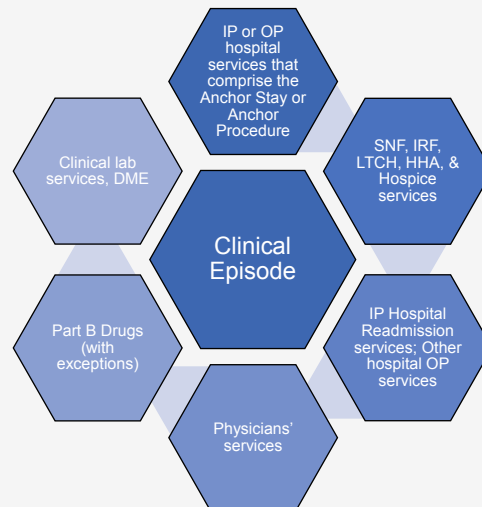 IP or OP
hospital
services that
comprise the
Anchor Stay or
Anchor
Procedure
SNF, IRF,
LTCH, HHA, &
Hospice
services
IP Hospital
Readmission
services; Other
hospital OP
services
Physicians'
services
Part B Drugs
(with
exceptions)
Clinical lab
services, DME
Clinical
Episode